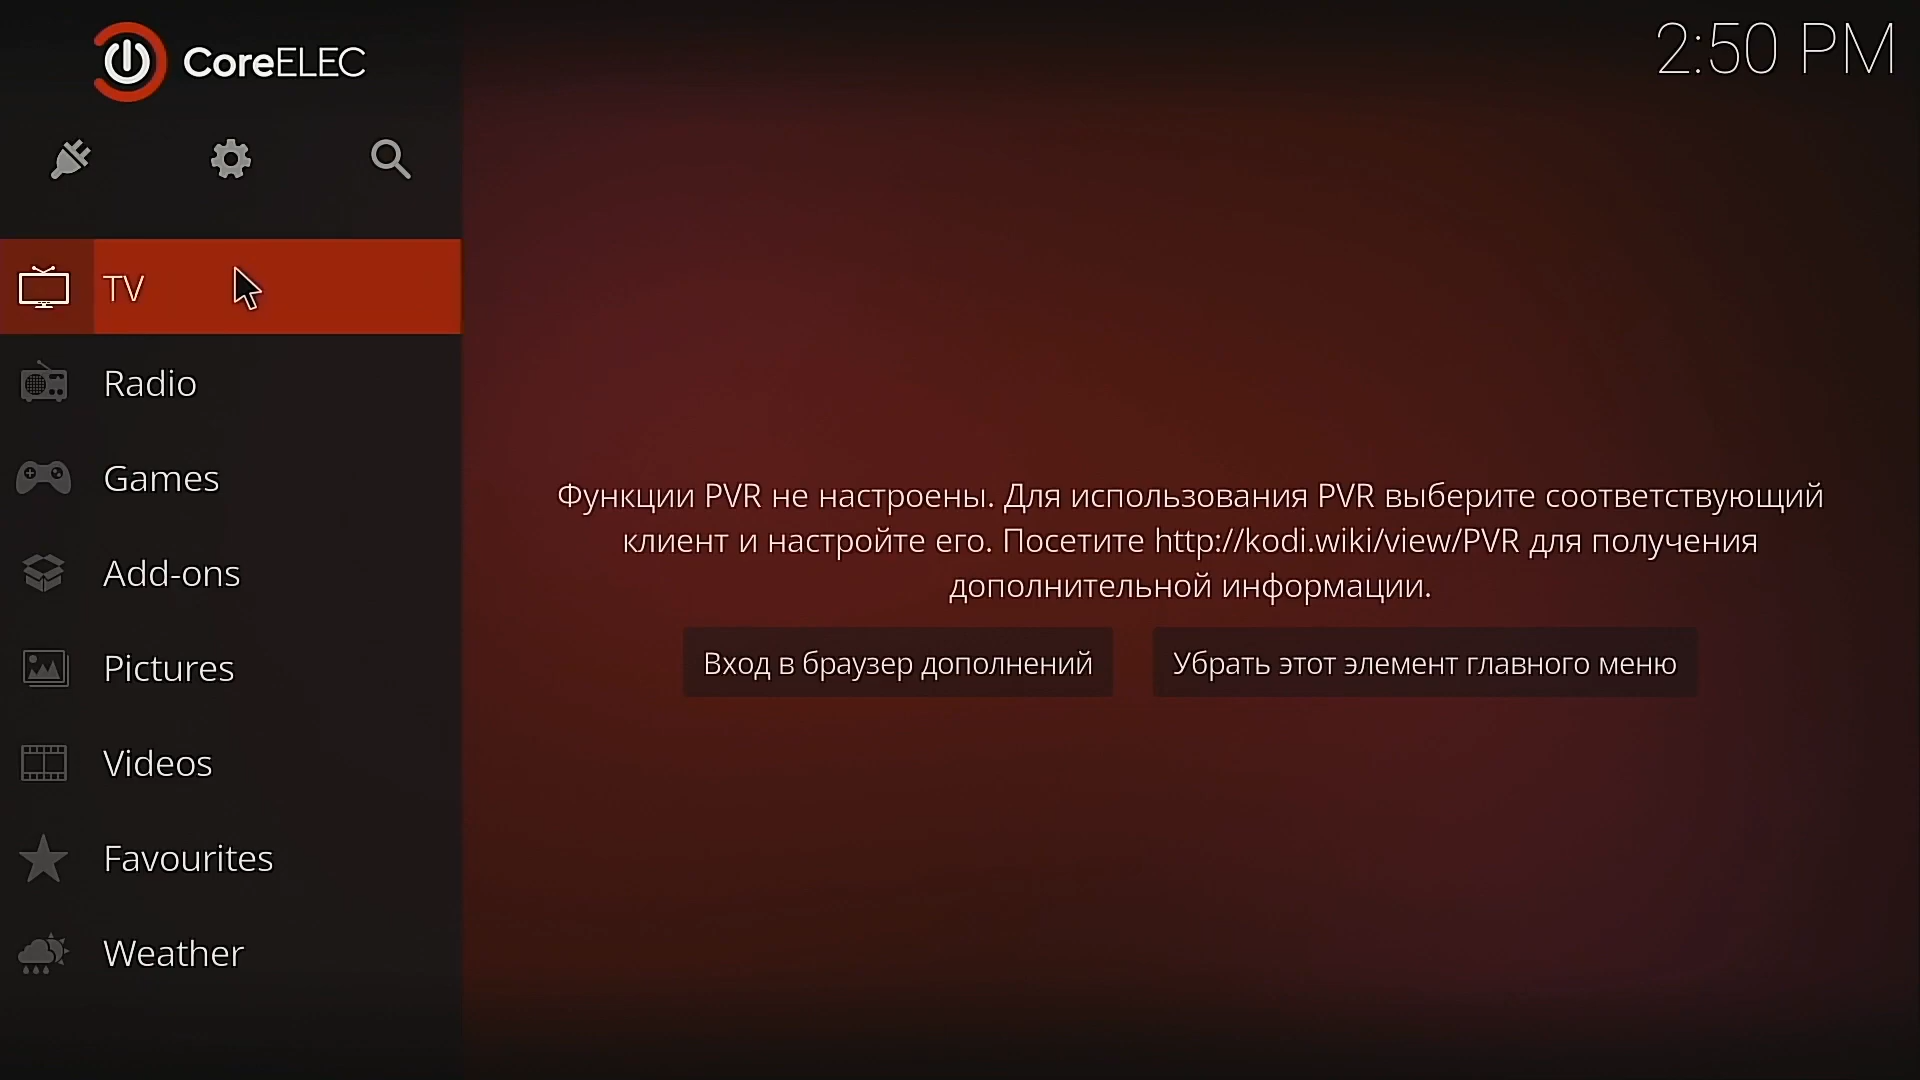 CoreELEC
2:50 PM
TV
Radio
Games
Add-ons
Pictures
Videos
Favourites
Weather
Функции PVR не настроены. Для использования PVR выберите соответствующий
клиент и настройте его. Посетите http://kodi.wiki/view/PVR для получения
дополнительной информации.
Вход в браузер дополнений
Убрать этот элемент главного меню